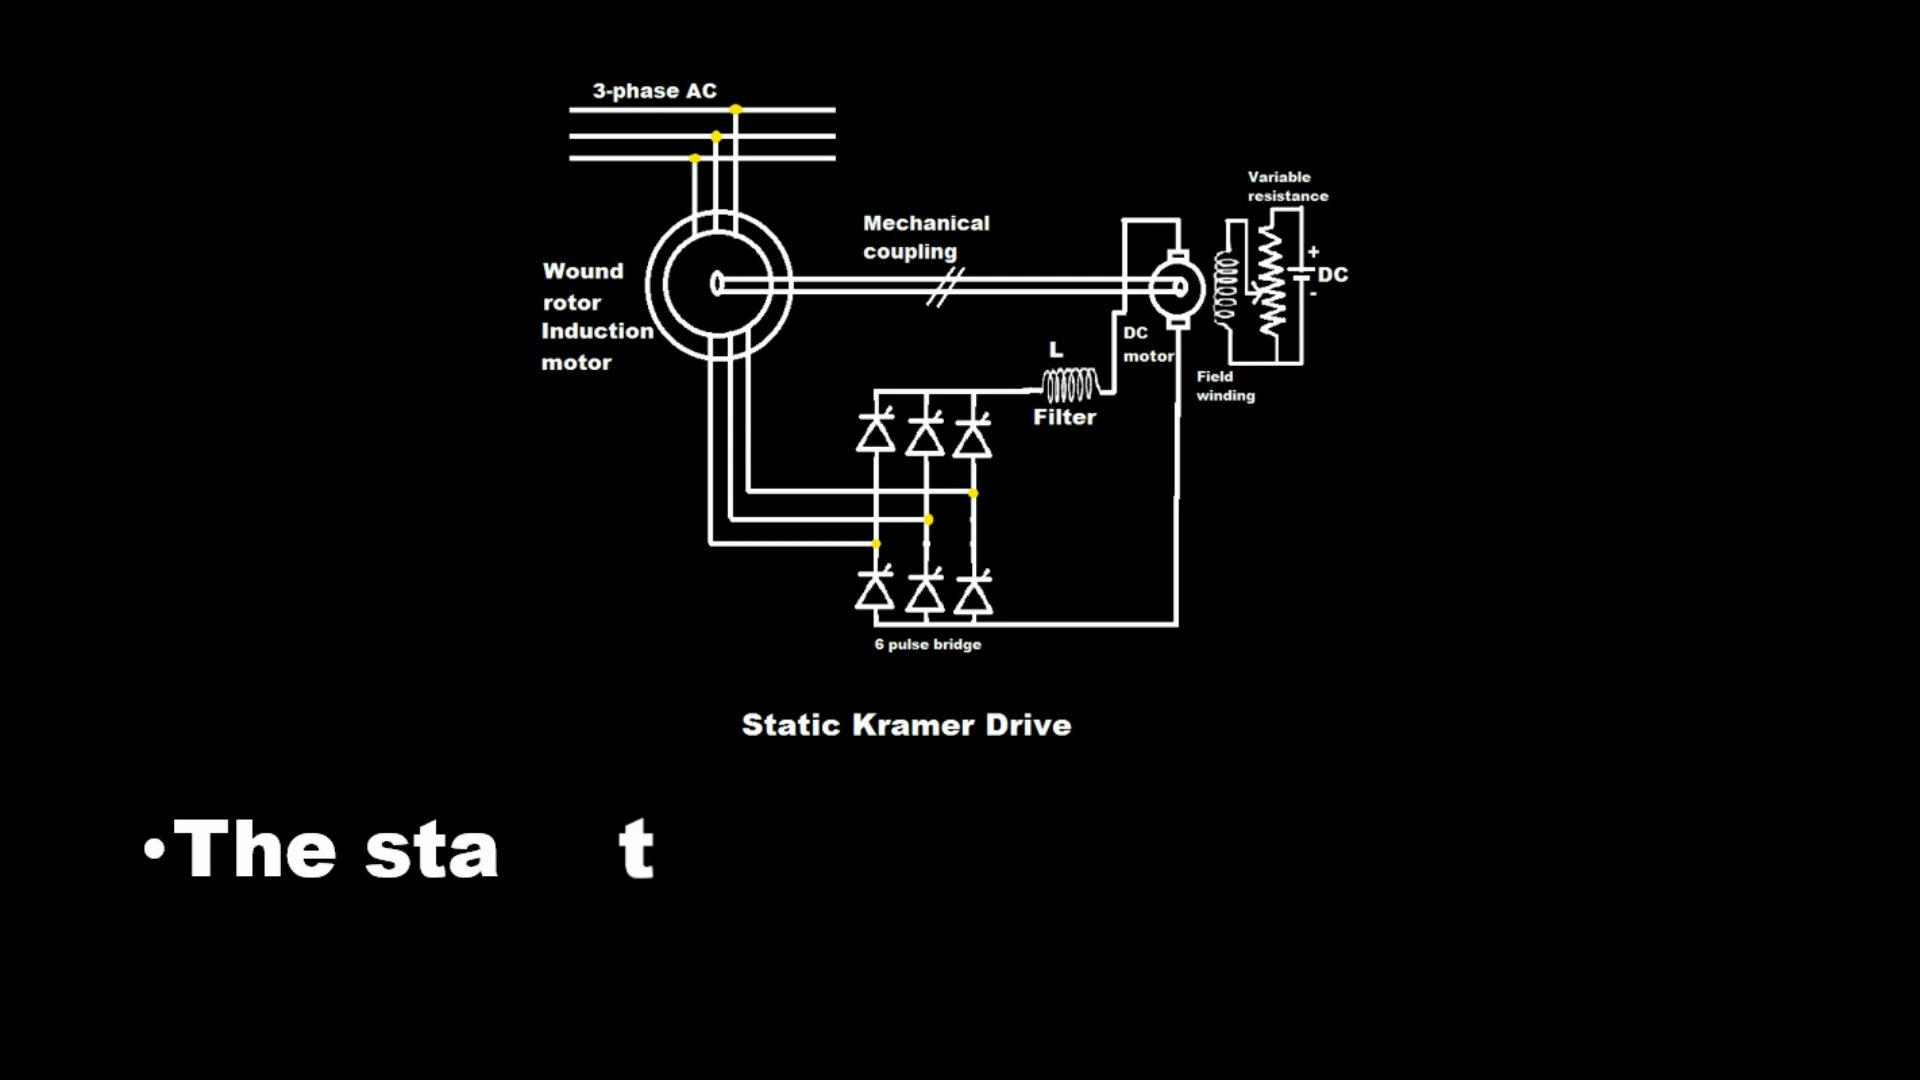 3-phase AC
Variable
resistance
Mechanical
coupling
+
DC
-
Wound
rotor
Induction
motor
DC
motor
L
Filter
Field
winding
6 pulse bridge
Static Kramer Drive
•The sta t